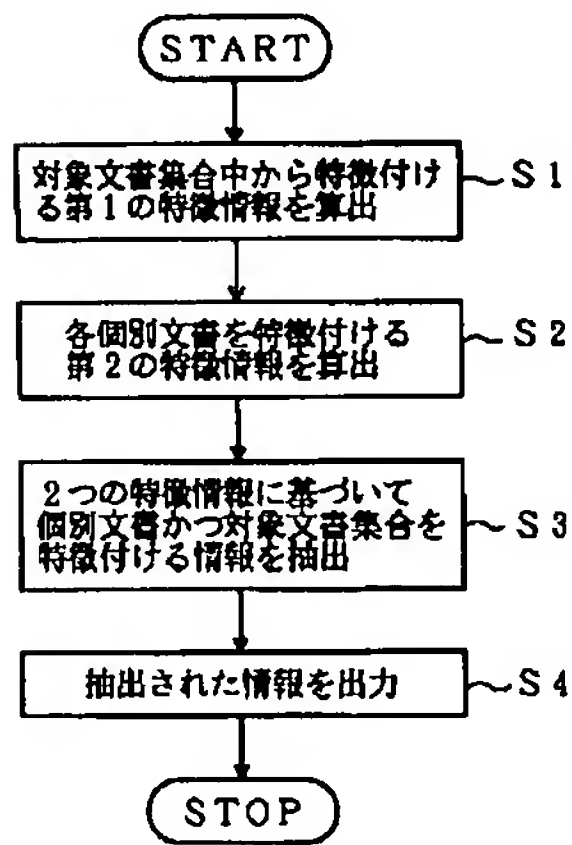 START
対象文書集合中から特徴付け
る第1の特徴情報を算出
S1
各個別文書を特徴付ける
第2の特徴情報を算出
S2
2つの特徴情報に基づいて
個別文書かつ対象文書集合を
特徴付ける情報を抽出
S3
抽出された情報を出力
S4
STOP